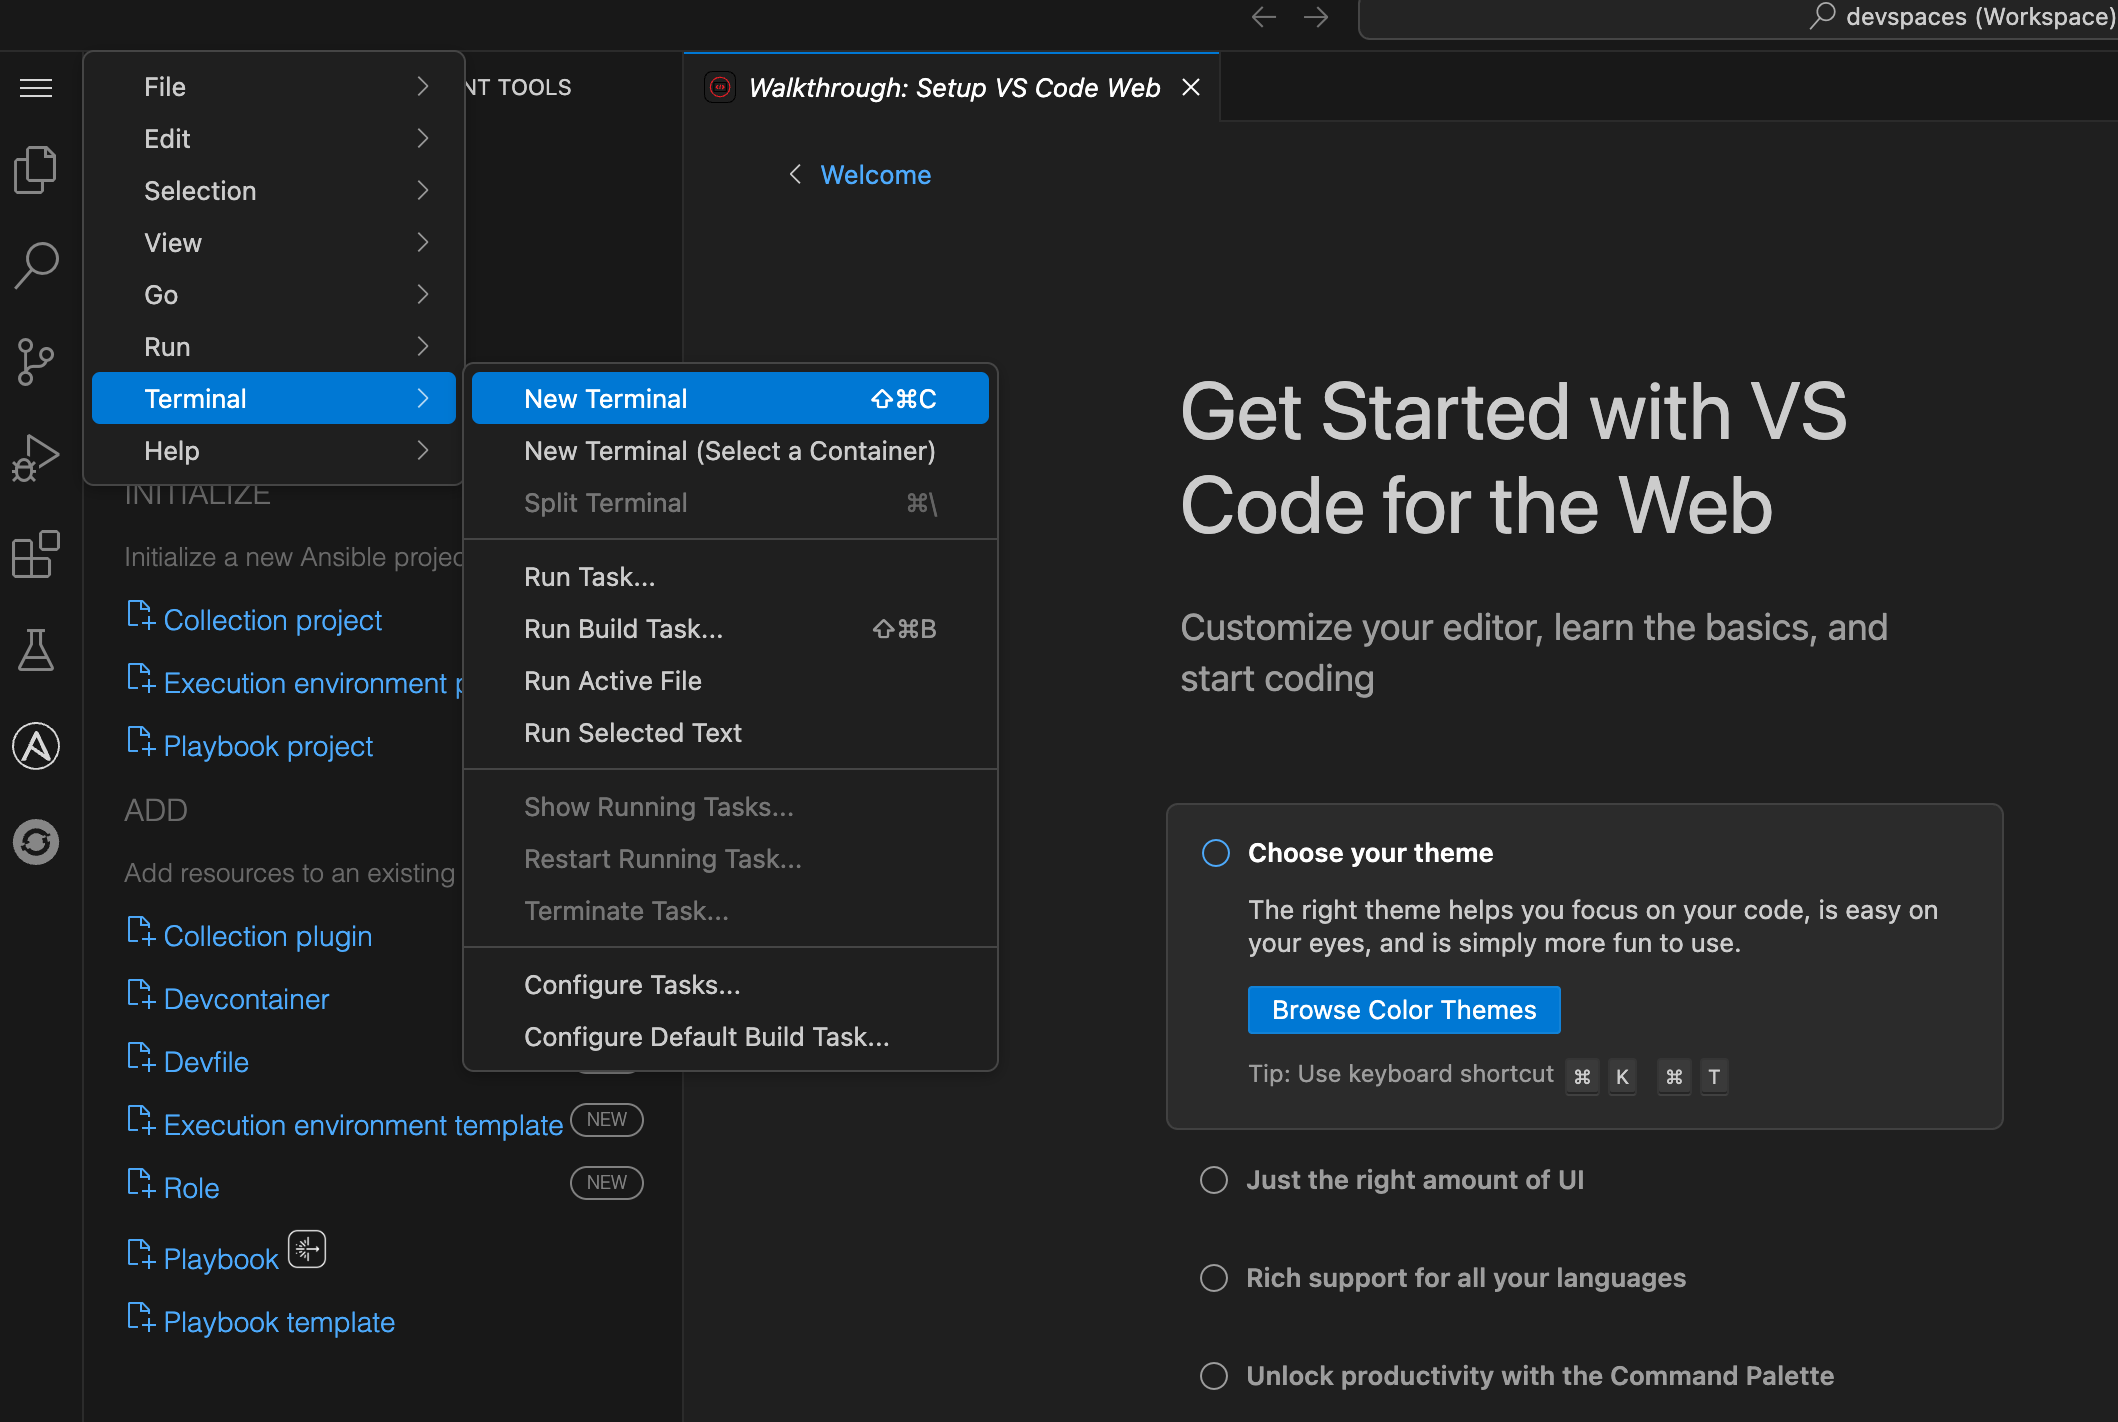 devspaces (Workspace)
File
Edit
Selection
View
Go
Run
Terminal
Help
NT TOOLS
Walkthrough: Setup VS Code Web
Welcome
New Terminal ⇧⌘C
New Terminal (Select a Container)
Split Terminal ⌘\
Run Task...
Run Build Task... ⇧⌘B
Run Active File
Run Selected Text
Show Running Tasks...
Restart Running Task...
Terminate Task...
Configure Tasks...
Configure Default Build Task...
INITIALIZE
Initialize a new Ansible projec
Collection project
Execution environment p
Playbook project
ADD
Add resources to an existing
Collection plugin
Devcontainer
Devfile
Execution environment template NEW
Role NEW
Playbook
Playbook template
Get Started with VS
Code for the Web
Customize your editor, learn the basics, and
start coding
Choose your theme
The right theme helps you focus on your code, is easy on
your eyes, and is simply more fun to use.
Browse Color Themes
Tip: Use keyboard shortcut ⌘ K ⌘ T
Just the right amount of UI
Rich support for all your languages
Unlock productivity with the Command Palette